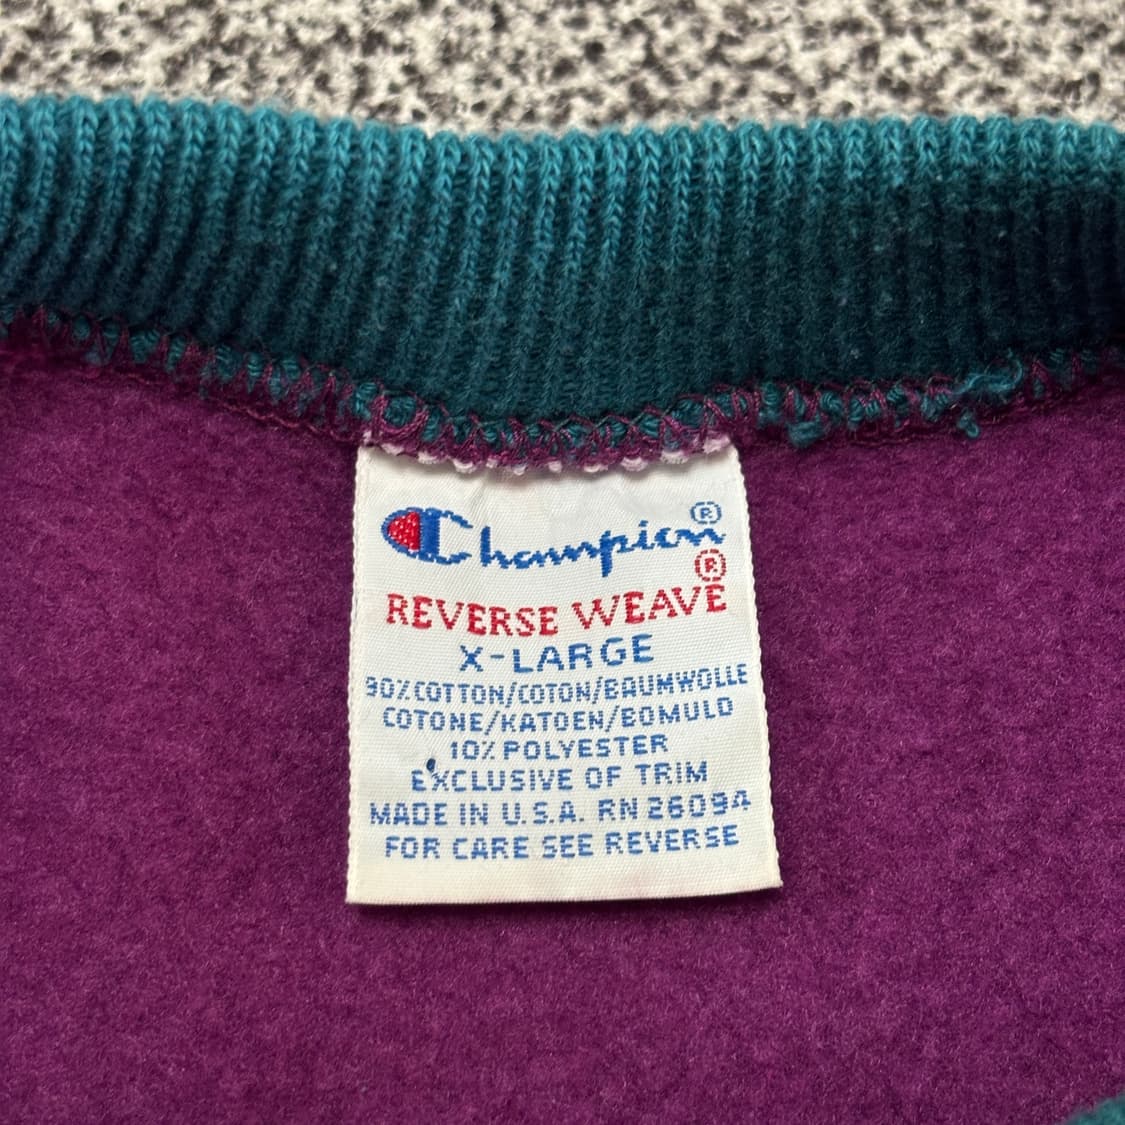 Champion®
REVERSE WEAVE®
X-LARGE
90% COTTON/COTON/BAUMWOLLE
COTONE/KATOEN/BOMULD
10% POLYESTER
EXCLUSIVE OF TRIM
MADE IN U.S.A. RN 26094
FOR CARE SEE REVERSE